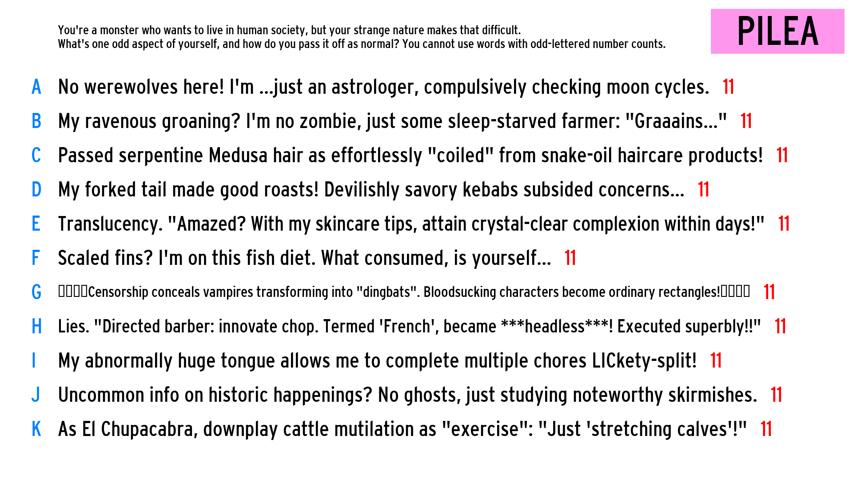 You're a monster who wants to live in human society, but your strange nature makes that difficult.
What's one odd aspect of yourself, and how do you pass it off as normal? You cannot use words with odd-lettered number counts.
PILEA
A No werewolves here! I'm ...just an astrologer, compulsively checking moon cycles. 11
B My ravenous groaning? I'm no zombie, just some sleep-starved farmer: "Graaains..." 11
C Passed serpentine Medusa hair as effortlessly "coiled" from snake-oil haircare products! 11
D My forked tail made good roasts! Devilishly savory kebabs subsided concerns... 11
E Translucency. "Amazed? With my skincare tips, attain crystal-clear complexion within days!" 11
F Scaled fins? I'm on this fish diet. What consumed, is yourself... 11
G ▯▯▯▯Censorship conceals vampires transforming into "dingbats". Bloodsucking characters become ordinary rectangles!▯▯▯▯ 11
H Lies. "Directed barber: innovate chop. Termed 'French', became ***headless***! Executed superbly!!" 11
I My abnormally huge tongue allows me to complete multiple chores LICkety-split! 11
J Uncommon info on historic happenings? No ghosts, just studying noteworthy skirmishes. 11
K As El Chupacabra, downplay cattle mutilation as "exercise": "Just 'stretching calves'!" 11